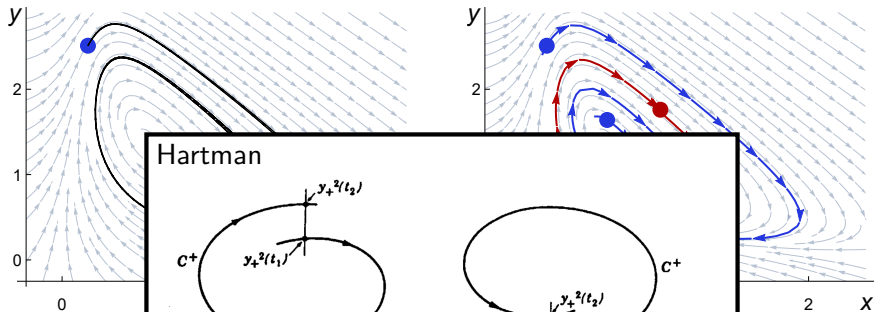 y
2
1
0
0
y
2
2
x
Hartman
y₊²(t₂)
C⁺
y₊²(t₁)
C⁺
y₊²(t₂)